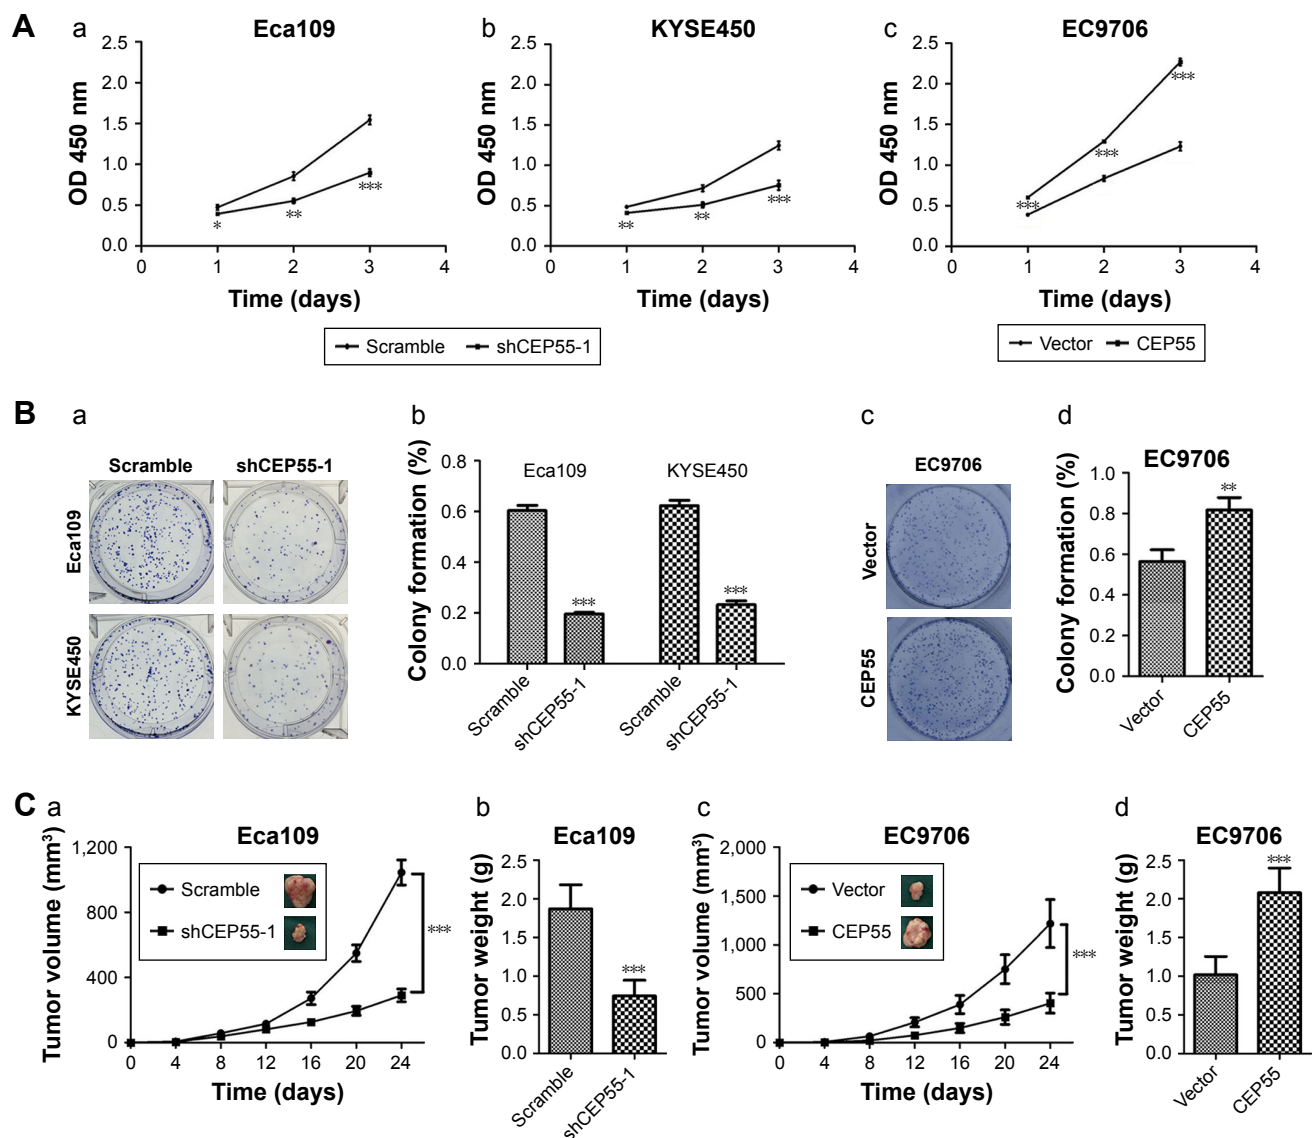 A
a
Eca109
OD 450 nm
2.5
2.0
1.5
1.0
0.5
0.0
*
**
***
0 1 2 3 4
Time (days)
b
KYSE450
OD 450 nm
2.5
2.0
1.5
1.0
0.5
0.0
**
**
***
0 1 2 3 4
Time (days)
Scramble shCEP55-1
c
EC9706
OD 450 nm
2.5
2.0
1.5
1.0
0.5
0.0
***
***
***
0 1 2 3 4
Time (days)
Vector CEP55
B
a
Scramble shCEP55-1
Eca109
KYSE450
b
Colony formation (%)
0.8
0.6
0.4
0.2
0.0
Eca109 KYSE450
***
***
Scramble
shCEP55-1
Scramble
shCEP55-1
c
EC9706
Vector
CEP55
d
EC9706
Colony formation (%)
1.0
0.8
0.6
0.4
0.2
0.0
**
Vector
CEP55
C
a
Eca109
Tumor volume (mm³)
1,200
800
400
0
Scramble
shCEP55-1
***
0 4 8 12 16 20 24
Time (days)
b
Eca109
Tumor weight (g)
2.5
2.0
1.5
1.0
0.5
0.0
***
Scramble
shCEP55-1
c
EC9706
Tumor volume (mm³)
2,000
1,500
1,000
500
0
Vector
CEP55
***
0 4 8 12 16 20 24
Time (days)
d
EC9706
Tumor weight (g)
2.5
2.0
1.5
1.0
0.5
0.0
***
Vector
CEP55